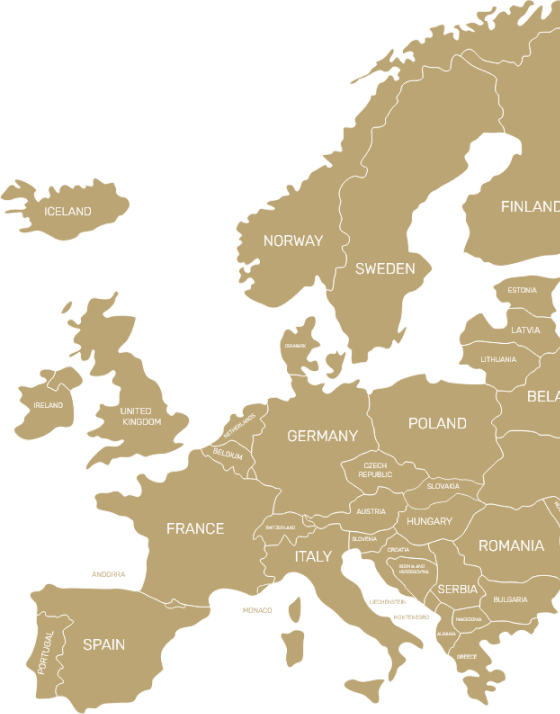 ICELAND
FINLAND
NORWAY
SWEDEN
ESTONIA
LATVIA
DENMARK
LITHUANIA
BELA
IRELAND
UNITED
KINGDOM
NETHERLANDS
POLAND
GERMANY
BELGIUM
CZECH
REPUBLIC
SLOVAKIA
AUSTRIA
HUNGARY
FRANCE
SWITZERLAND
SLOVENIA
ROMANIA
CROATIA
ITALY
BOSNIA AND
HERZEGOVINA
ANDORRA
SERBIA
LIECHENSTEIN
BULGARIA
MONACO
MONTENEGRO
MACEDONIA
ALBANIA
PORTUGAL
SPAIN
GREECE